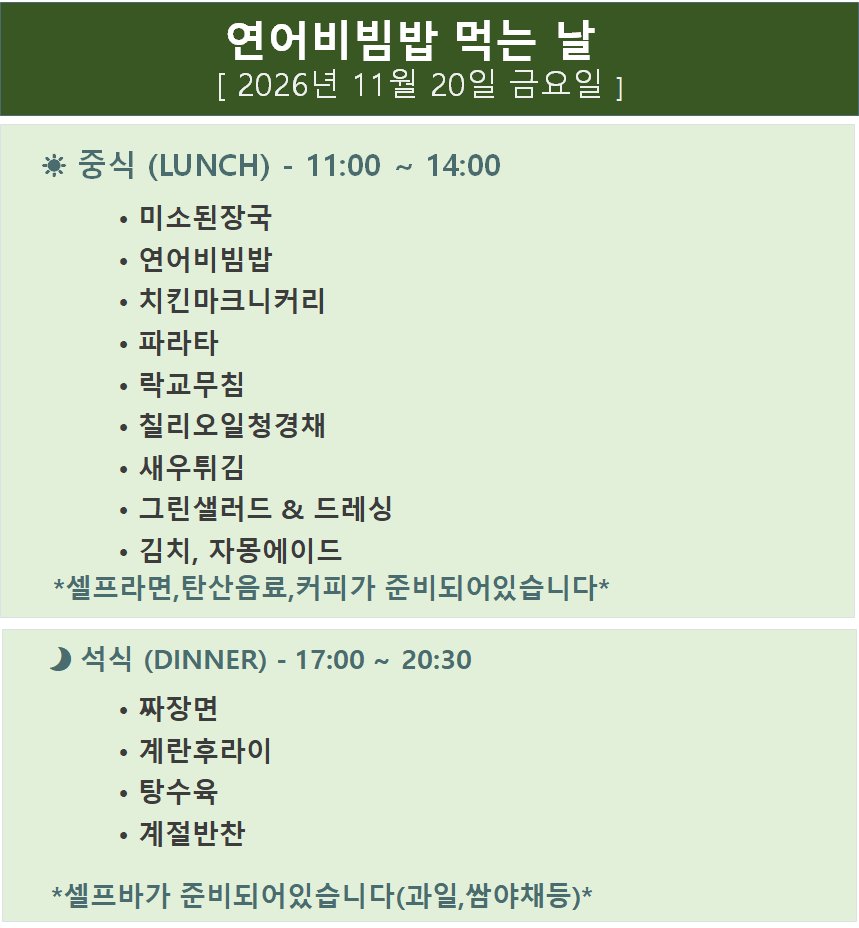 연어비빔밥 먹는 날
[ 2026년 11월 20일 금요일 ]
중식 (LUNCH) - 11:00 ~ 14:00
• 미소된장국
• 연어비빔밥
• 치킨마크니커리
• 파라타
• 락교무침
• 칠리오일청경채
• 새우튀김
• 그린샐러드 & 드레싱
• 김치, 자몽에이드
*셀프라면,탄산음료,커피가 준비되어있습니다*
석식 (DINNER) - 17:00 ~ 20:30
• 짜장면
• 계란후라이
• 탕수육
• 계절반찬
*셀프바가 준비되어있습니다(과일,쌈야채등)*